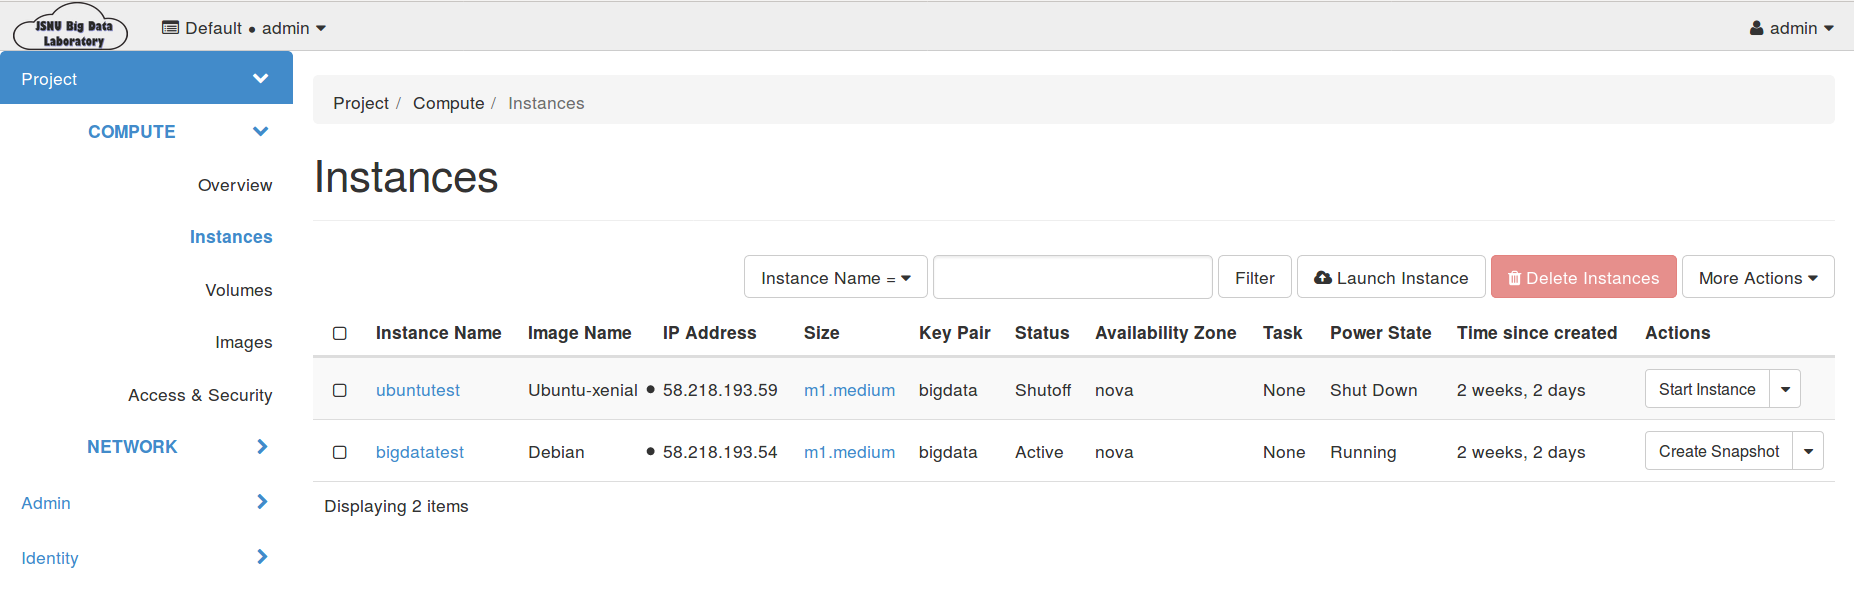 JSNU Big Data
Laboratory
Default ● admin
admin
Project
COMPUTE
Overview
Instances
Volumes
Images
Access & Security
NETWORK
Admin
Identity
Project / Compute / Instances
Instances
Instance Name = Filter Launch Instance Delete Instances More Actions
Instance Name Image Name IP Address Size Key Pair Status Availability Zone Task Power State Time since created Actions
ubuntutest Ubuntu-xenial ● 58.218.193.59 m1.medium bigdata Shutoff nova None Shut Down 2 weeks, 2 days Start Instance
bigdatatest Debian ● 58.218.193.54 m1.medium bigdata Active nova None Running 2 weeks, 2 days Create Snapshot
Displaying 2 items